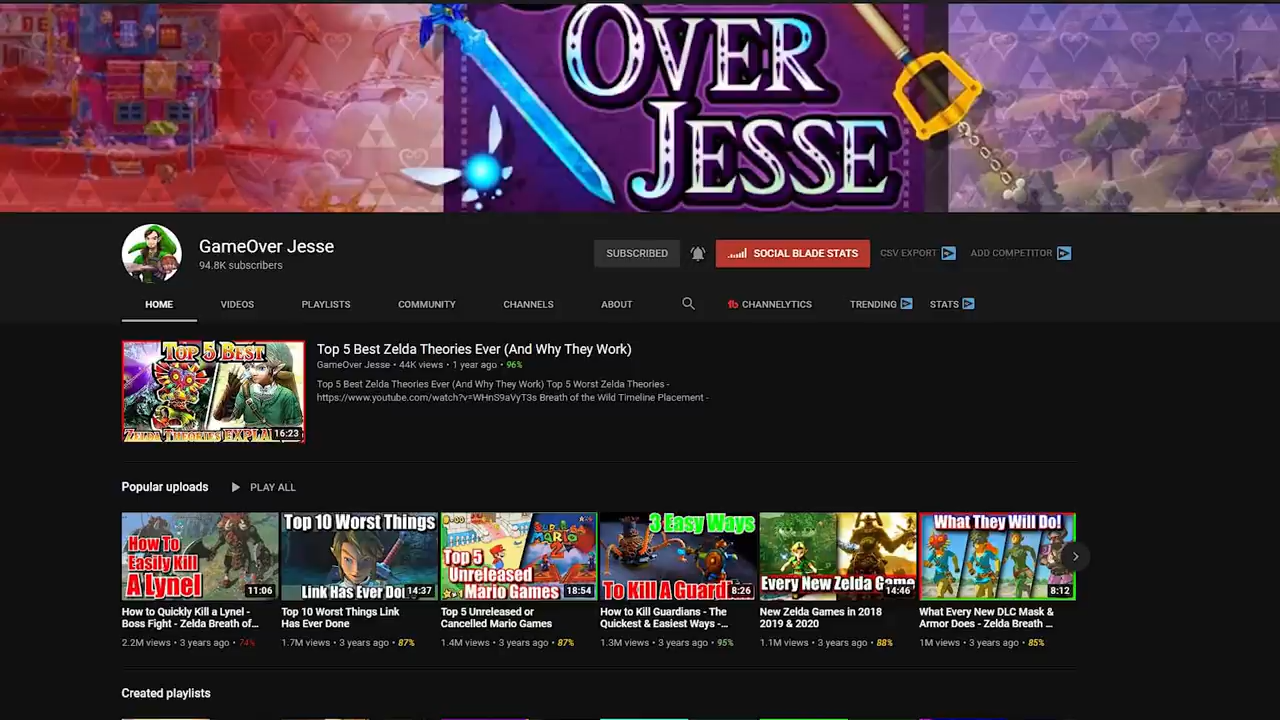 OVER
JESSE
GameOver Jesse
94.8K subscribers
SUBSCRIBED
SOCIAL BLADE STATS
CSV EXPORT
ADD COMPETITOR
HOME
VIDEOS
PLAYLISTS
COMMUNITY
CHANNELS
ABOUT
CHANNELYTICS
TRENDING
STATS
TOP 5 BEST
ZELDA THEORIES EXPLA
16:23
Top 5 Best Zelda Theories Ever (And Why They Work)
GameOver Jesse • 44K views • 1 year ago • 96%
Top 5 Best Zelda Theories Ever (And Why They Work) Top 5 Worst Zelda Theories -
https://www.youtube.com/watch?v=WHnS9aVyT3s Breath of the Wild Timeline Placement -
Popular uploads
PLAY ALL
How To
Easily Kill
A Lynel
11:06
Top 10 Worst Things
Link Has Ever Do
14:37
Top 5
Unreleased
Mario Games
18:54
3 Easy Ways
To Kill A Guard
8:26
Every New Zelda Game
14:46
What They Will Do!
8:12
How to Quickly Kill a Lynel -
Boss Fight - Zelda Breath of...
2.2M views • 3 years ago • 74%
Top 10 Worst Things Link
Has Ever Done
1.7M views • 3 years ago • 87%
Top 5 Unreleased or
Cancelled Mario Games
1.4M views • 3 years ago • 87%
How to Kill Guardians - The
Quickest & Easiest Ways -...
1.3M views • 3 years ago • 95%
New Zelda Games in 2018
2019 & 2020
1.1M views • 3 years ago • 88%
What Every New DLC Mask &
Armor Does - Zelda Breath ...
1M views • 3 years ago • 85%
Created playlists